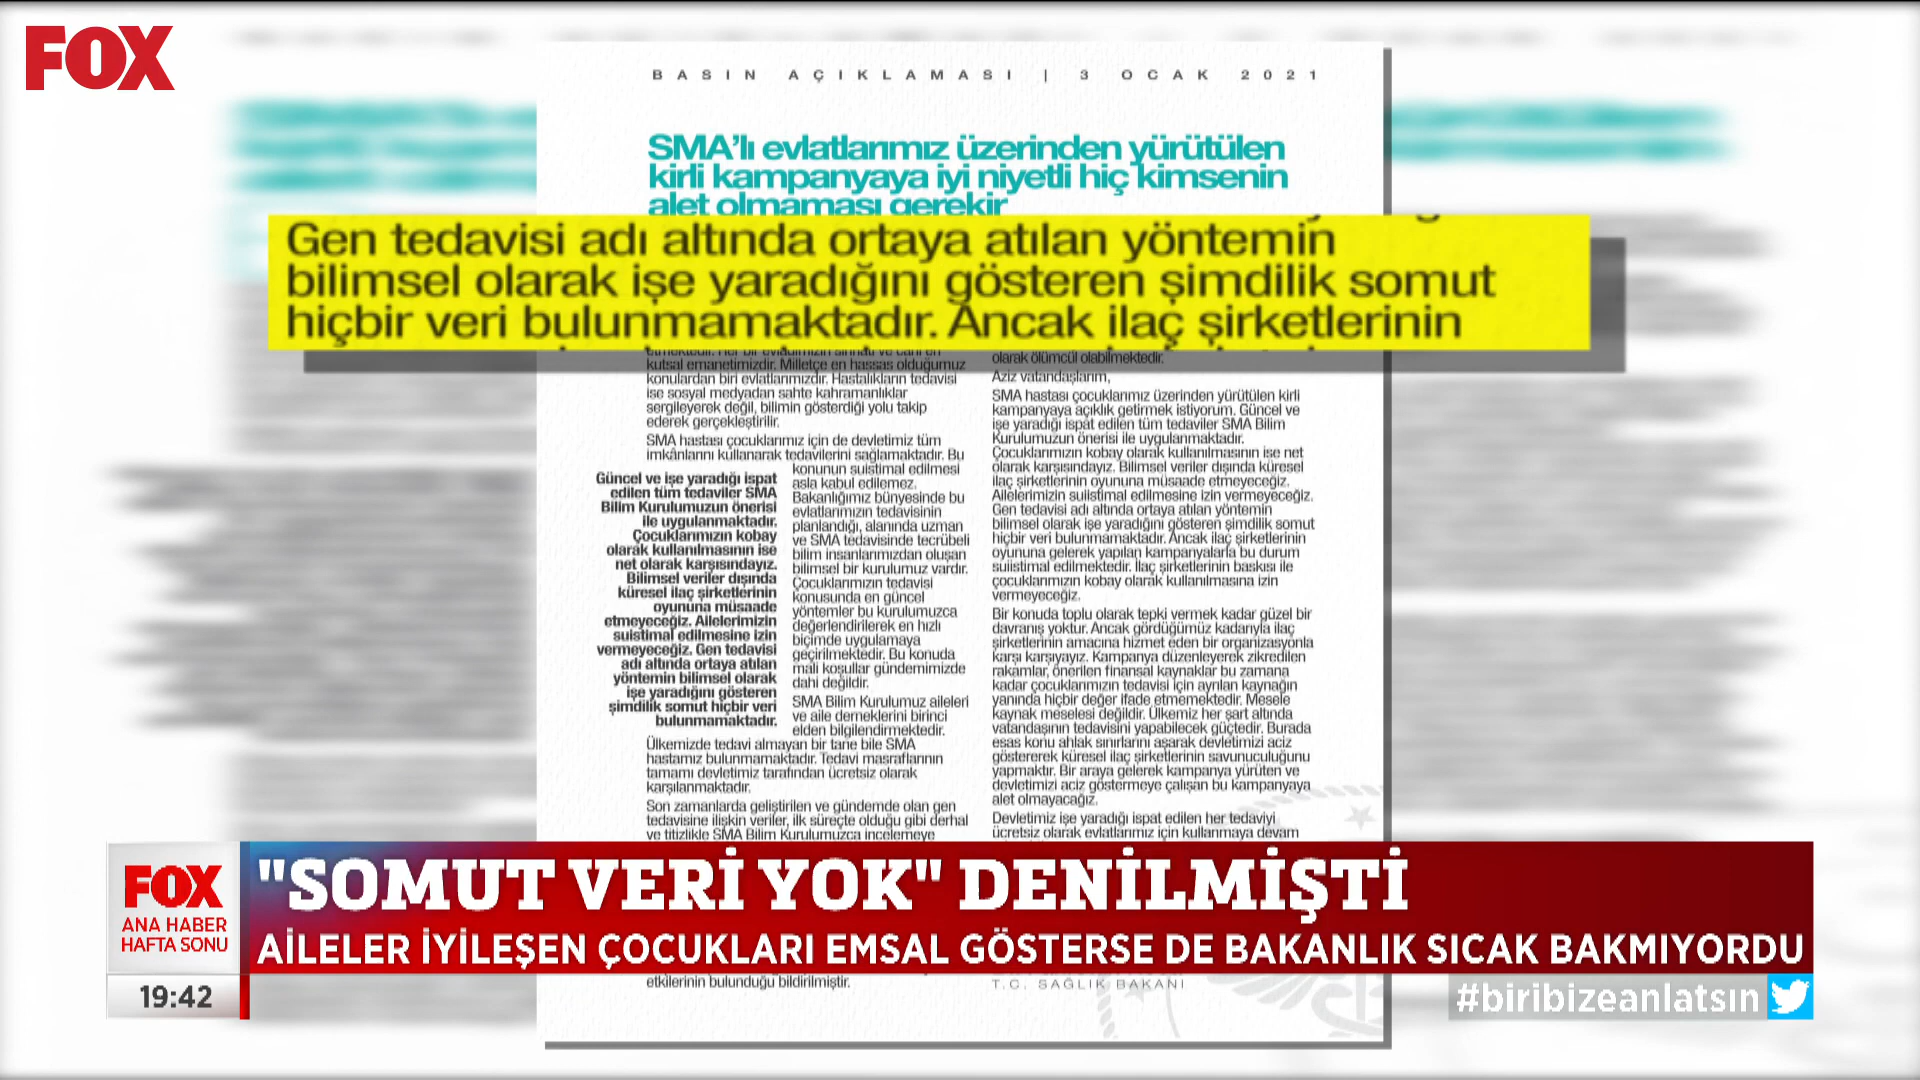 FOX
BASIN AÇIKLAMASI | 3 OCAK 2021
SMA'lı evlatlarımız üzerinden yürütülen
kirli kampanyaya iyi niyetli hiç kimsenin
alet olmaması gerekir
Gen tedavisi adı altında ortaya atılan yöntemin
bilimsel olarak işe yaradığını gösteren şimdilik somut
hiçbir veri bulunmamaktadır. Ancak ilaç şirketlerinin
etmektedir. Her bir evladımızın sıhhati ve canı en
kutsal emanetimizdir. Milletçe en hassas olduğumuz
konulardan biri evlatlarımızdır. Hastalıkların tedavisi
ise sosyal medyadan sahte kahramanlıklar
sergileyerek değil, bilimin gösterdiği yolu takip
ederek gerçekleştirilir.
SMA hastası çocuklarımız için de devletimiz tüm
imkânlarını kullanarak tedavilerini sağlamaktadır. Bu
konunun suistimal edilmesi
asla kabul edilemez.
Bakanlığımız bünyesinde bu
evlatlarımızın tedavisinin
planlandığı, alanında uzman
ve SMA tedavisinde tecrübeli
bilim insanlarımızdan oluşan
bilimsel bir kurulumuz vardır.
Çocuklarımızın tedavisi
konusunda en güncel
yöntemler bu kurulumuzca
değerlendirilerek en hızlı
biçimde uygulamaya
geçirilmektedir. Bu konuda
mali koşullar gündemimizde
dahi değildir.
SMA Bilim Kurulumuz aileleri
ve aile derneklerini birinci
elden bilgilendirmektedir.
Güncel ve işe yaradığı ispat
edilen tüm tedaviler SMA
Bilim Kurulumuzun önerisi
ile uygulanmaktadır.
Çocuklarımızın kobay
olarak kullanılmasının ise
net olarak karşısındayız.
Bilimsel veriler dışında
küresel ilaç şirketlerinin
oyununa müsaade
etmeyeceğiz. Ailelerimizin
suistimal edilmesine izin
vermeyeceğiz. Gen tedavisi
adı altında ortaya atılan
yöntemin bilimsel olarak
işe yaradığını gösteren
şimdilik somut hiçbir veri
bulunmamaktadır.
Ülkemizde tedavi almayan bir tane bile SMA
hastamız bulunmamaktadır. Tedavi masraflarının
tamamı devletimiz tarafından ücretsiz olarak
karşılanmaktadır.
Son zamanlarda geliştirilen ve gündemde olan gen
tedavisine ilişkin veriler, ilk süreçte olduğu gibi derhal
ve titizlikle SMA Bilim Kurulumuzca incelemeye
etkilerinin bulunduğu bildirilmiştir.
olarak ölümcül olabilmektedir.
Aziz vatandaşlarım,
SMA hastası çocuklarımız üzerinden yürütülen kirli
kampanyaya açıklık getirmek istiyorum. Güncel ve
işe yaradığı ispat edilen tüm tedaviler SMA Bilim
Kurulumuzun önerisi ile uygulanmaktadır.
Çocuklarımızın kobay olarak kullanılmasının ise net
olarak karşısındayız. Bilimsel veriler dışında küresel
ilaç şirketlerinin oyununa müsaade etmeyeceğiz.
Ailelerimizin suiistimal edilmesine izin vermeyeceğiz.
Gen tedavisi adı altında ortaya atılan yöntemin
bilimsel olarak işe yaradığını gösteren şimdilik somut
hiçbir veri bulunmamaktadır. Ancak ilaç şirketlerinin
oyununa gelerek yapılan kampanyalarla bu durum
suiistimal edilmektedir. İlaç şirketlerinin baskısı ile
çocuklarımızın kobay olarak kullanılmasına izin
vermeyeceğiz.
Bir konuda toplu olarak tepki vermek kadar güzel bir
davranış yoktur. Ancak gördüğümüz kadarıyla ilaç
şirketlerinin amacına hizmet eden bir organizasyonla
karşı karşıyayız. Kampanya düzenleyerek zikredilen
rakamlar, önerilen finansal kaynaklar bu zamana
kadar çocuklarımızın tedavisi için ayrılan kaynağın
yanında hiçbir değer ifade etmemektedir. Mesele
kaynak meselesi değildir. Ülkemiz her şart altında
vatandaşının tedavisini yapabilecek güçtedir. Burada
esas konu ahlak sınırlarını aşarak devletimizi aciz
göstererek küresel ilaç şirketlerinin savunuculuğunu
yapmaktır. Bir araya gelerek kampanya yürüten ve
devletimizi aciz göstermeye çalışan bu kampanyaya
alet olmayacağız.
Devletimiz işe yaradığı ispat edilen her tedaviyi
ücretsiz olarak evlatlarımız için kullanmaya devam
T.C. SAĞLIK BAKANI
"SOMUT VERİ YOK" DENİLMİŞTİ
AİLELER İYİLEŞEN ÇOCUKLARI EMSAL GÖSTERSE DE BAKANLIK SICAK BAKMIYORDU
FOX
ANA HABER
HAFTA SONU
19:42
#biribizeanlatsın